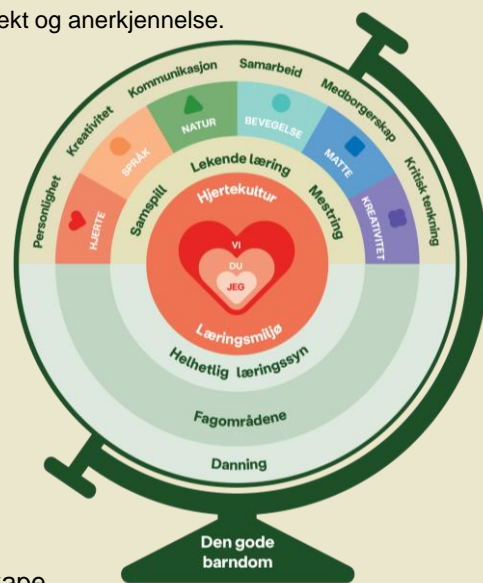 ekt og anerkjennelse.
Personlighet
Kreativitet
Kommunikasjon
Samarbeid
Medborgerskap
Kritisk tenkning
HJERTE
SPRÅK
NATUR
BEVEGELSE
MATTE
KREATIVITET
Samspill
Lekende læring
Mestring
Hjertekultur
VI
DU
JEG
Læringsmiljø
Helhetlig læringssyn
Fagområdene
Danning
Den gode
barndom